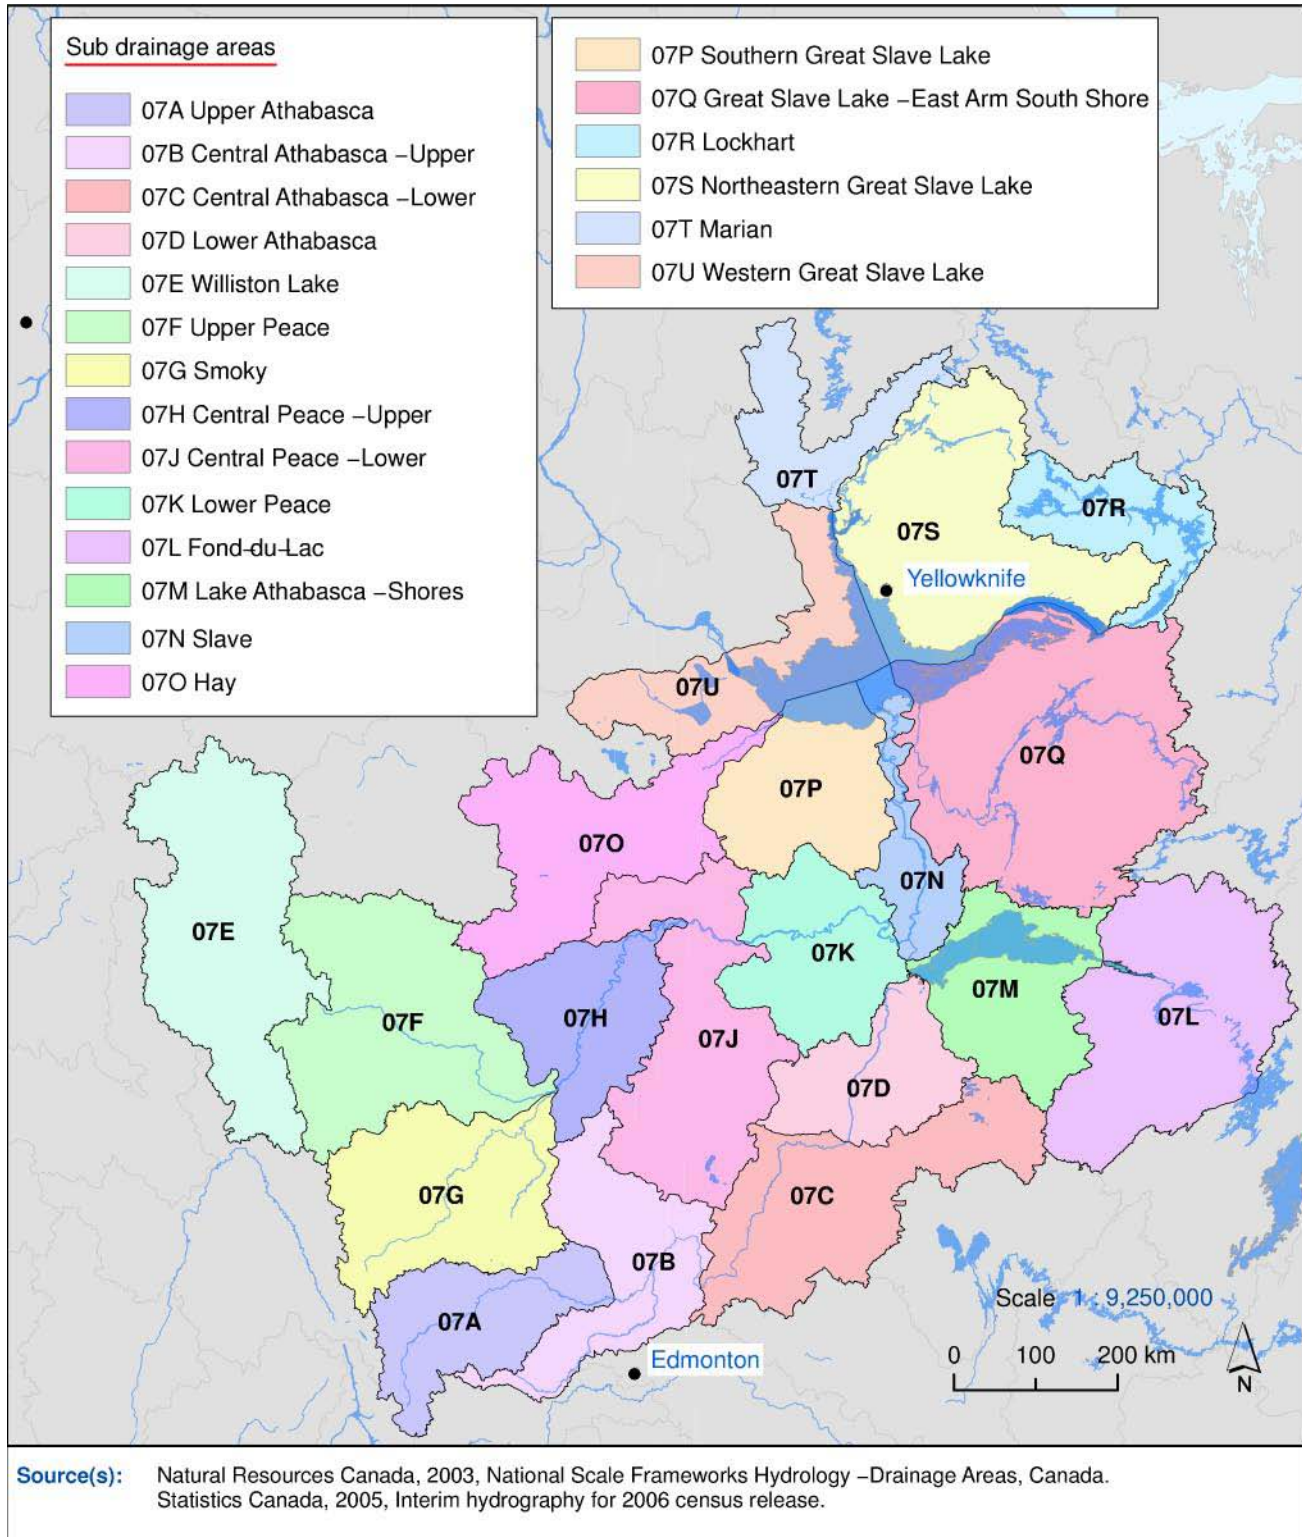 Sub drainage areas
07A Upper Athabasca
07B Central Athabasca –Upper
07C Central Athabasca –Lower
07D Lower Athabasca
07E Williston Lake
07F Upper Peace
07G Smoky
07H Central Peace –Upper
07J Central Peace –Lower
07K Lower Peace
07L Fond–du–Lac
07M Lake Athabasca –Shores
07N Slave
07O Hay
07P Southern Great Slave Lake
07Q Great Slave Lake –East Arm South Shore
07R Lockhart
07S Northeastern Great Slave Lake
07T Marian
07U Western Great Slave Lake
07T
07R
07S
Yellowknife
07U
07Q
07P
07O
07N
07E
07K
07M
07L
07F
07H
07J
07D
07G
07C
07B
07A
Edmonton
Scale 1 : 9,250,000
0 100 200 km
N
Source(s): Natural Resources Canada, 2003, National Scale Frameworks Hydrology –Drainage Areas, Canada.
Statistics Canada, 2005, Interim hydrography for 2006 census release.